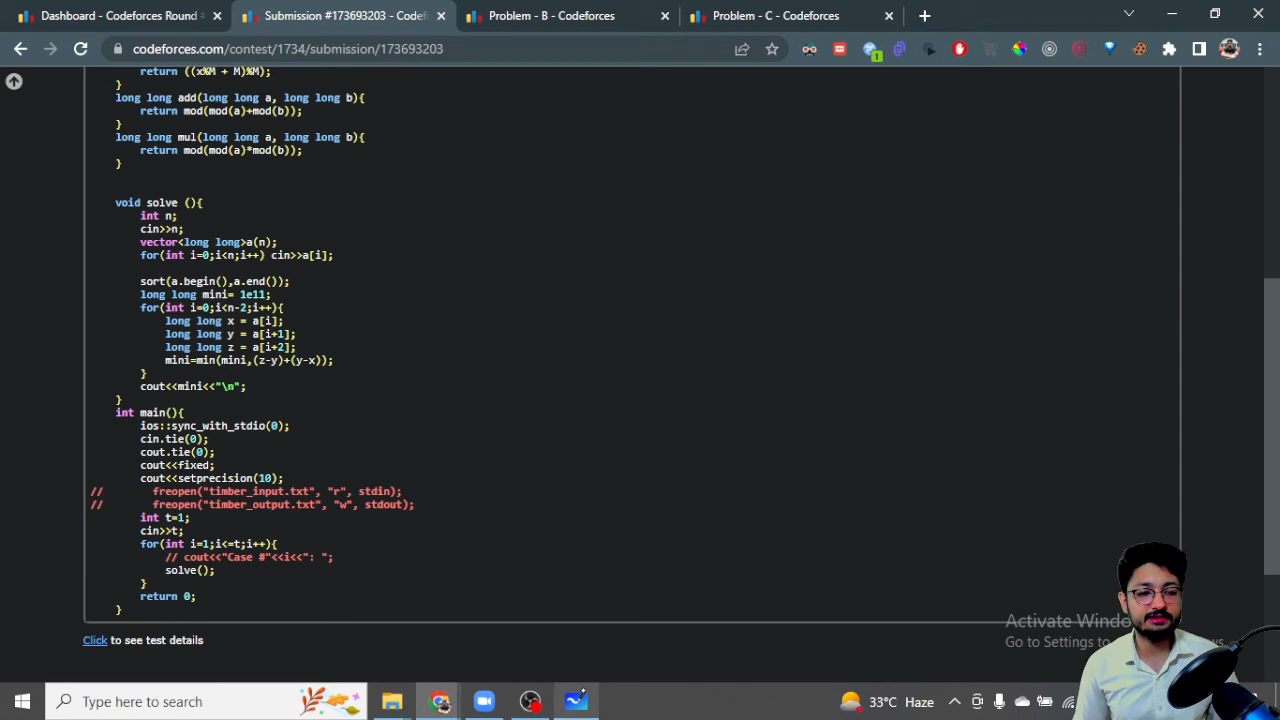 Dashboard - Codeforces Round
Submission #173693203 - Codef
Problem - B - Codeforces
Problem - C - Codeforces
codeforces.com/contest/1734/submission/173693203
1
return ((x%M + M)%M);
}
long long add(long long a, long long b){
return mod(mod(a)+mod(b));
}
long long mul(long long a, long long b){
return mod(mod(a)*mod(b));
}
void solve (){
int n;
cin>>n;
vector<long long>a(n);
for(int i=0;i<n;i++) cin>>a[i];
sort(a.begin(),a.end());
long long mini= 1e11;
for(int i=0;i<n-2;i++){
long long x = a[i];
long long y = a[i+1];
long long z = a[i+2];
mini=min(mini,(z-y)+(y-x));
}
cout<<mini<<"\n";
}
int main(){
ios::sync_with_stdio(0);
cin.tie(0);
cout.tie(0);
cout<<fixed;
cout<<setprecision(10);
// freopen("timber_input.txt", "r", stdin);
// freopen("timber_output.txt", "w", stdout);
int t=1;
cin>>t;
for(int i=1;i<=t;i++){
// cout<<"Case #"<<i<<": ";
solve();
}
return 0;
}
Click to see test details
Activate Windo
Go to Settings to
Type here to search
33°C Haze